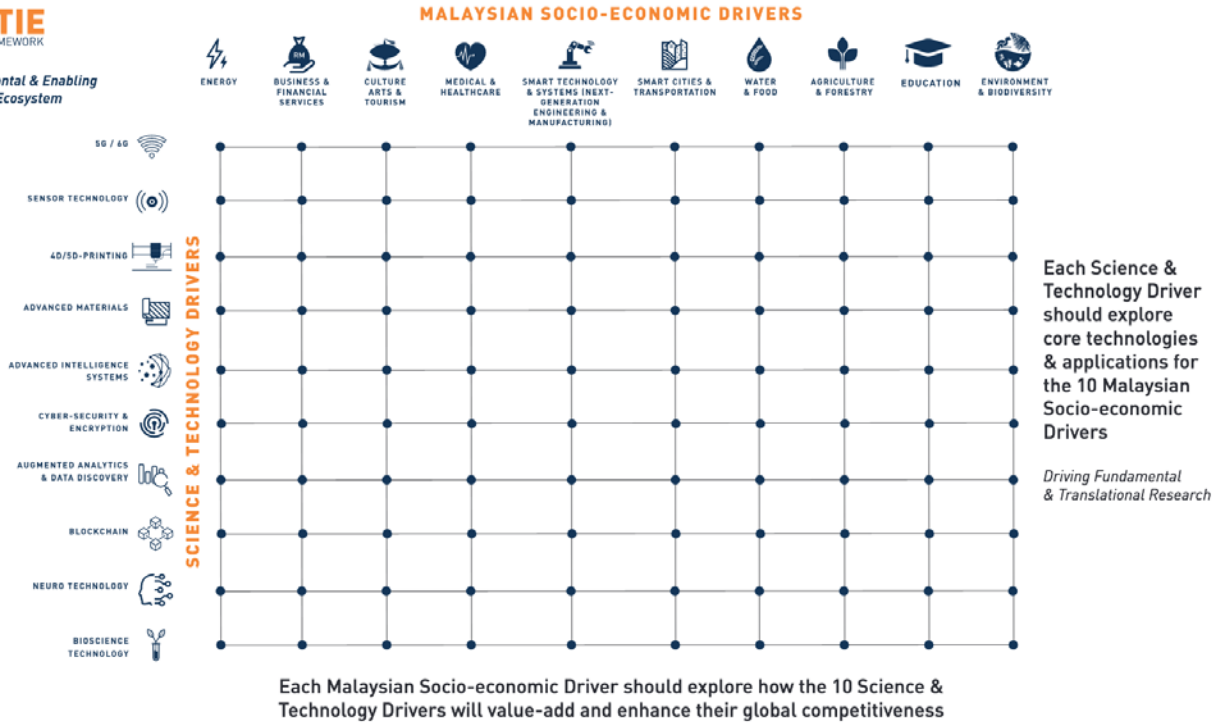 TIE
MEWORK
ntal & Enabling
Ecosystem
MALAYSIAN SOCIO-ECONOMIC DRIVERS
ENERGY
RM
BUSINESS &
FINANCIAL
SERVICES
CULTURE
ARTS &
TOURISM
MEDICAL &
HEALTHCARE
SMART TECHNOLOGY
& SYSTEMS (NEXT-
GENERATION
ENGINEERING &
MANUFACTURING)
SMART CITIES &
TRANSPORTATION
WATER
& FOOD
AGRICULTURE
& FORESTRY
EDUCATION
ENVIRONMENT
& BIODIVERSITY
SCIENCE & TECHNOLOGY DRIVERS
5G / 6G
SENSOR TECHNOLOGY
4D/5D-PRINTING
ADVANCED MATERIALS
ADVANCED INTELLIGENCE
SYSTEMS
CYBER-SECURITY &
ENCRYPTION
AUGMENTED ANALYTICS
& DATA DISCOVERY
BLOCKCHAIN
NEURO TECHNOLOGY
BIOSCIENCE
TECHNOLOGY
Each Science &
Technology Driver
should explore
core technologies
& applications for
the 10 Malaysian
Socio-economic
Drivers
Driving Fundamental
& Translational Research
Each Malaysian Socio-economic Driver should explore how the 10 Science &
Technology Drivers will value-add and enhance their global competitiveness